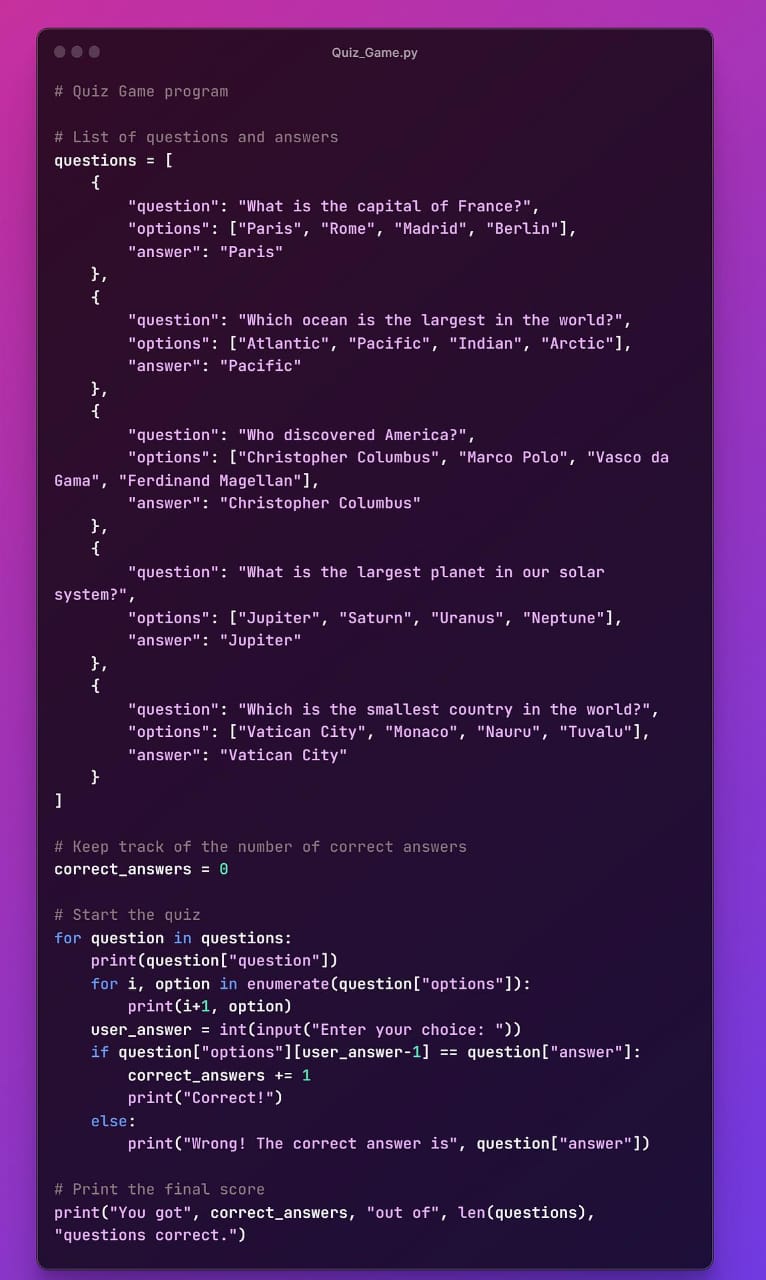 Quiz_Game.py
# Quiz Game program
# List of questions and answers
questions = [
    {
        "question": "What is the capital of France?",
        "options": ["Paris", "Rome", "Madrid", "Berlin"],
        "answer": "Paris"
    },
    {
        "question": "Which ocean is the largest in the world?",
        "options": ["Atlantic", "Pacific", "Indian", "Arctic"],
        "answer": "Pacific"
    },
    {
        "question": "Who discovered America?",
        "options": ["Christopher Columbus", "Marco Polo", "Vasco da
Gama", "Ferdinand Magellan"],
        "answer": "Christopher Columbus"
    },
    {
        "question": "What is the largest planet in our solar
system?",
        "options": ["Jupiter", "Saturn", "Uranus", "Neptune"],
        "answer": "Jupiter"
    },
    {
        "question": "Which is the smallest country in the world?",
        "options": ["Vatican City", "Monaco", "Nauru", "Tuvalu"],
        "answer": "Vatican City"
    }
]
# Keep track of the number of correct answers
correct_answers = 0
# Start the quiz
for question in questions:
    print(question["question"])
    for i, option in enumerate(question["options"]):
        print(i+1, option)
    user_answer = int(input("Enter your choice: "))
    if question["options"][user_answer-1] == question["answer"]:
        correct_answers += 1
        print("Correct!")
    else:
        print("Wrong! The correct answer is", question["answer"])
# Print the final score
print("You got", correct_answers, "out of", len(questions),
"questions correct.")